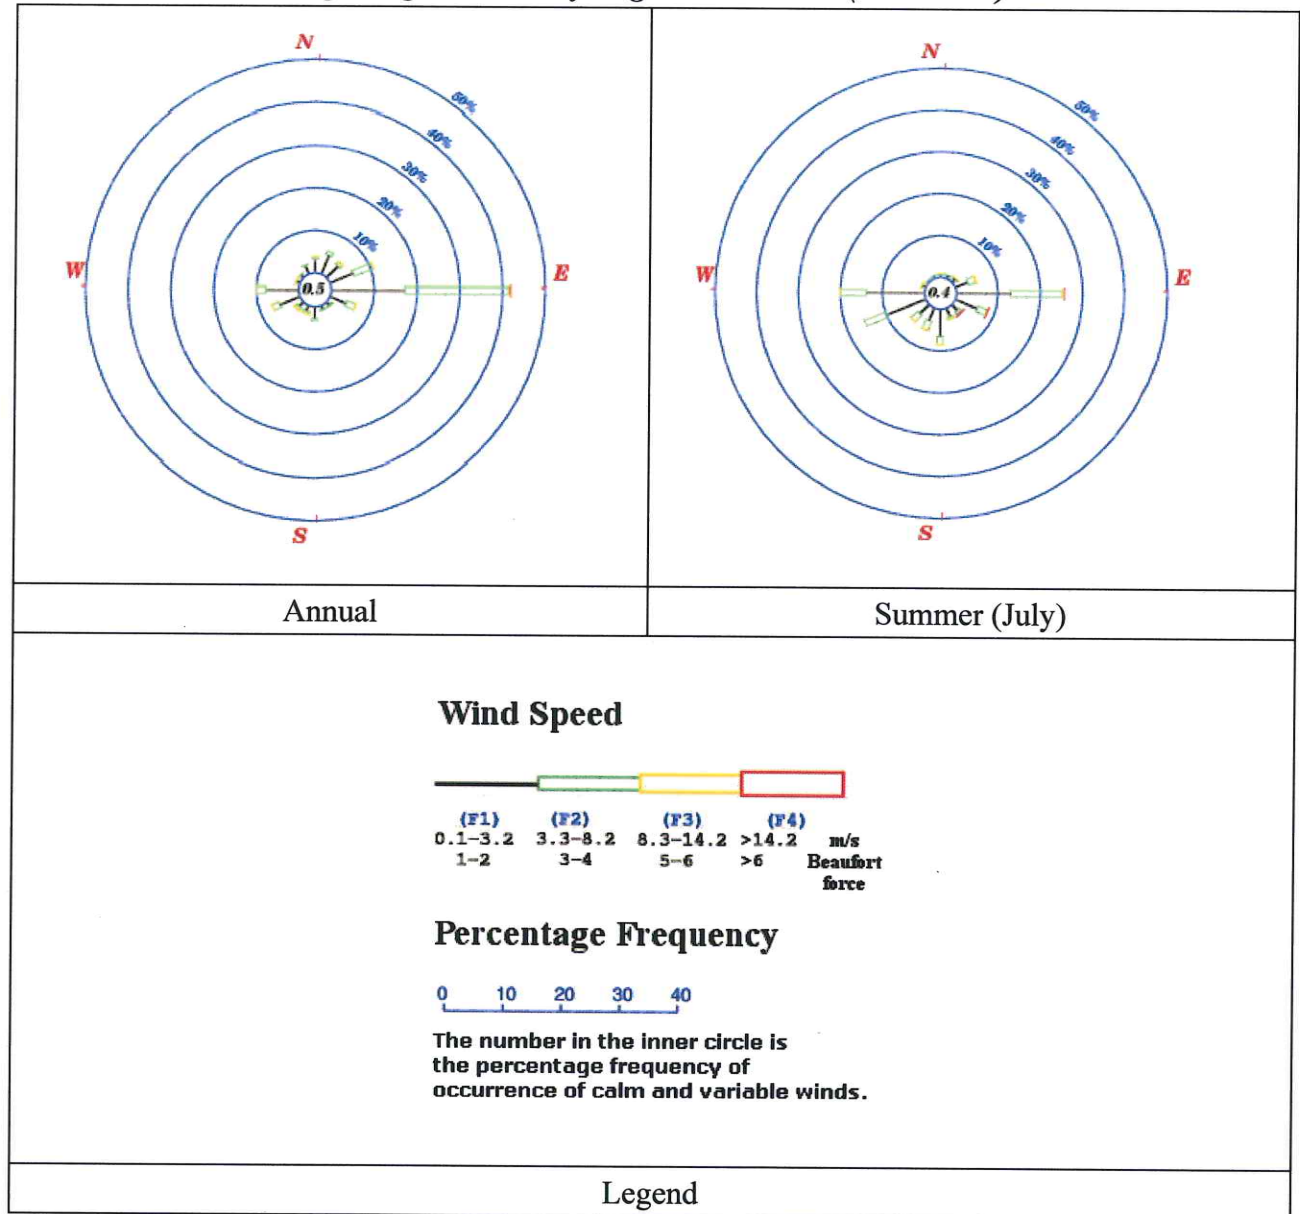 N
50%
40%
30%
20%
10%
W
0.5
E
S
N
50%
40%
30%
20%
10%
W
0.4
E
S
Annual
Summer (July)
Wind Speed
(F1) (F2) (F3) (F4)
0.1-3.2 3.3-8.2 8.3-14.2 >14.2 m/s
1-2 3-4 5-6 >6 Beaufort
force
Percentage Frequency
0 10 20 30 40
The number in the inner circle is
the percentage frequency of
occurrence of calm and variable winds.
Legend